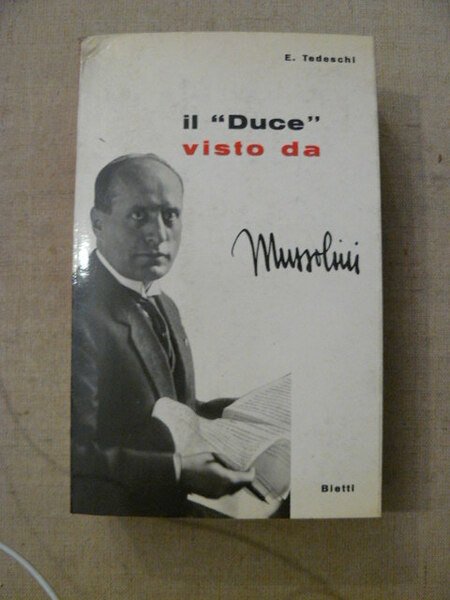 E. Tedeschi
il “Duce”
visto da
Mussolini
Bietti